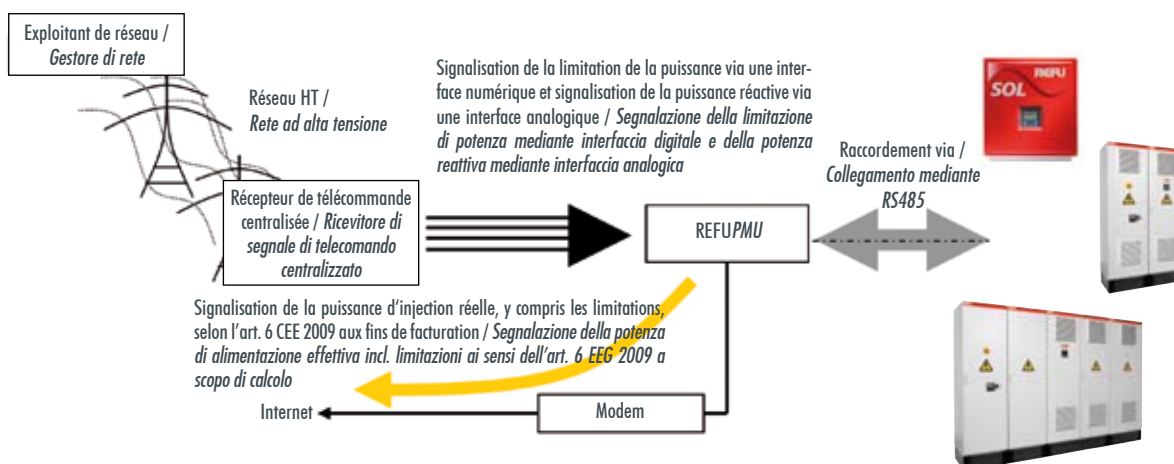 Exploitant de réseau /
Gestore di rete
Réseau HT /
Rete ad alta tensione
Signalisation de la limitation de la puissance via une inter-
face numérique et signalisation de la puissance réactive via
une interface analogique / Segnalazione della limitazione
di potenza mediante interfaccia digitale e della potenza
reattiva mediante interfaccia analogica
REFU
SOL
Raccordement via /
Collegamento mediante
RS485
Récepteur de télécommande
centralisée / Ricevitore di
segnale di telecomando
centralizzato
REFUPMU
Signalisation de la puissance d'injection réelle, y compris les limitations,
selon l'art. 6 CEE 2009 aux fins de facturation / Segnalazione della potenza
di alimentazione effettiva incl. limitazioni ai sensi dell'art. 6 EEG 2009 a
scopo di calcolo
Internet
Modem